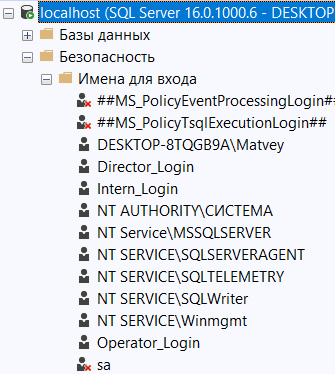 localhost (SQL Server 16.0.1000.6 - DESKTOP
Базы данных
Безопасность
Имена для входа
##MS_PolicyEventProcessingLogin#
##MS_PolicyTsqlExecutionLogin##
DESKTOP-8TQGB9A\Matvey
Director_Login
Intern_Login
NT AUTHORITY\СИСТЕМА
NT Service\MSSQLSERVER
NT SERVICE\SQLSERVERAGENT
NT SERVICE\SQLTELEMETRY
NT SERVICE\SQLWriter
NT SERVICE\Winmgmt
Operator_Login
sa